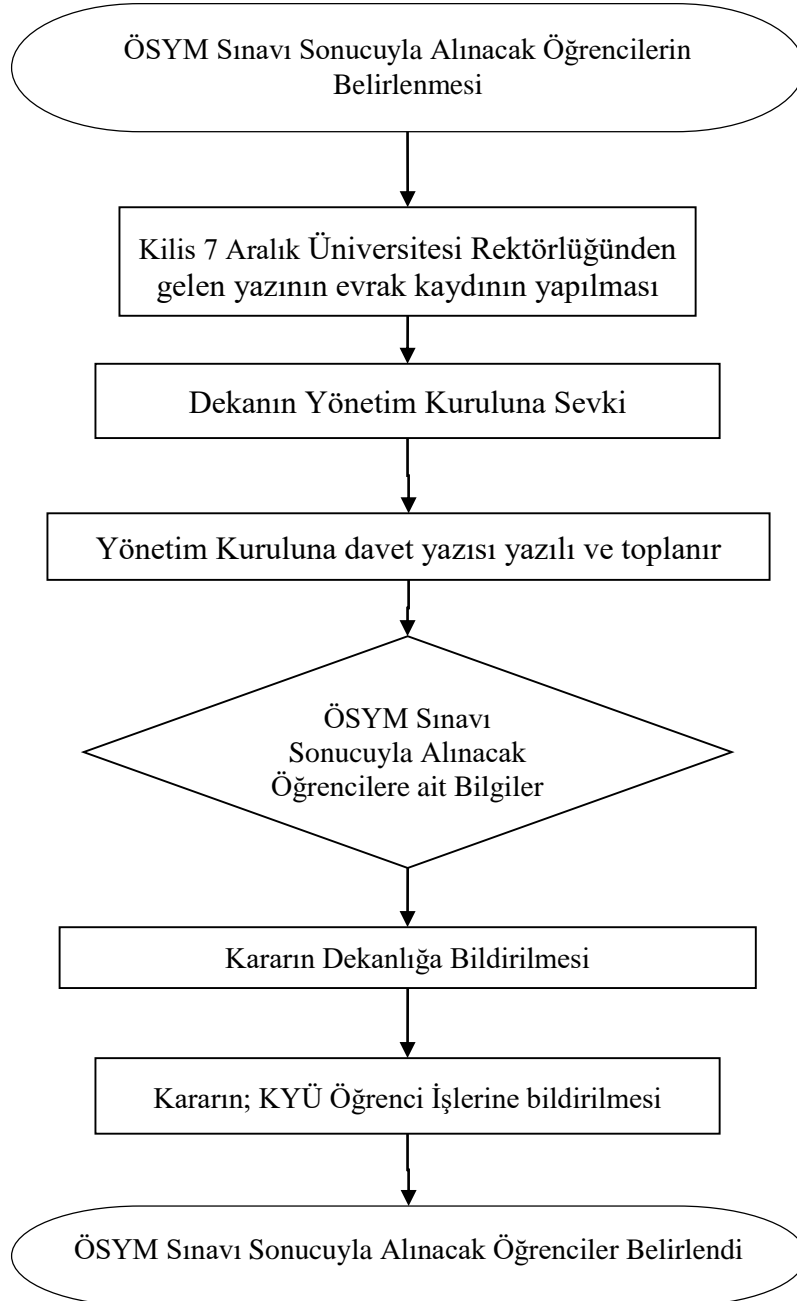 ÖSYM Sınavı Sonucuyla Alınacak Öğrencilerin
Belirlenmesi
Kilis 7 Aralık Üniversitesi Rektörlüğünden
gelen yazının evrak kaydının yapılması
Dekanın Yönetim Kuruluna Sevki
Yönetim Kuruluna davet yazısı yazılı ve toplanır
ÖSYM Sınavı
Sonucuyla Alınacak
Öğrencilere ait Bilgiler
Kararın Dekanlığa Bildirilmesi
Kararın; KYÜ Öğrenci İşlerine bildirilmesi
ÖSYM Sınavı Sonucuyla Alınacak Öğrenciler Belirlendi